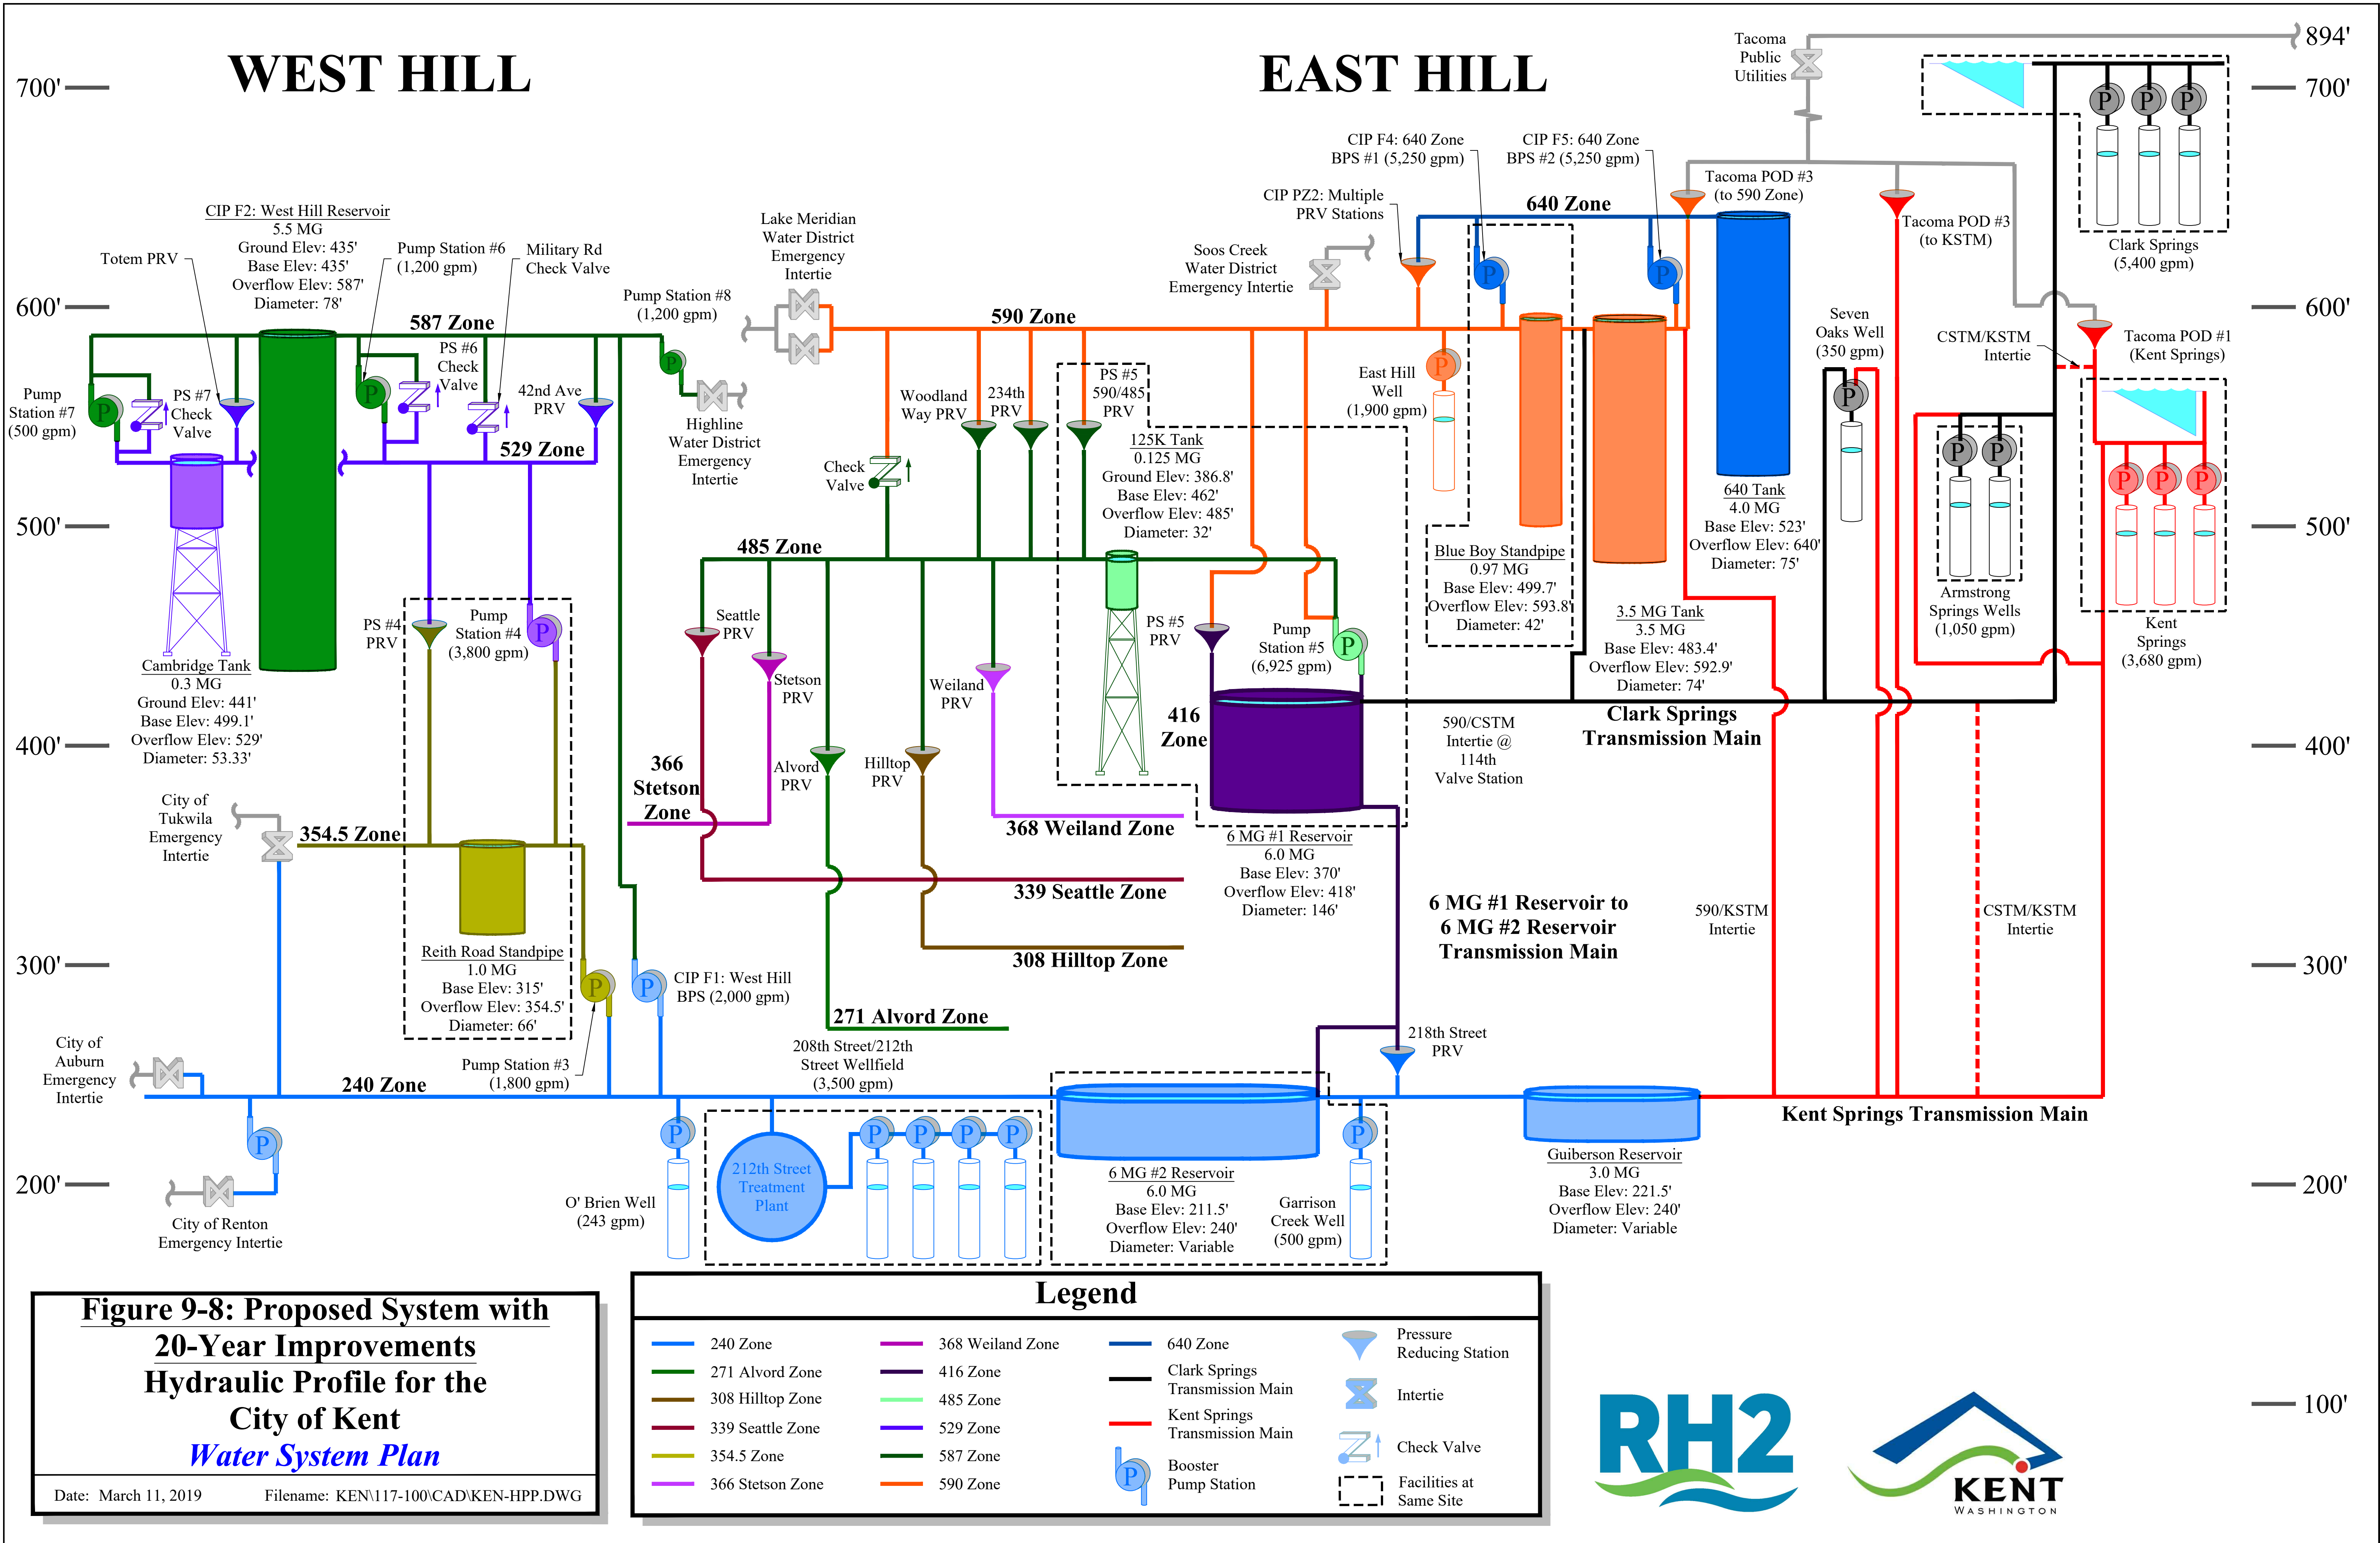 WEST HILL
EAST HILL
700'
600'
500'
400'
300'
200'
894'
700'
600'
500'
400'
300'
200'
100'
Totem PRV
CIP F2: West Hill Reservoir
5.5 MG
Ground Elev: 435'
Base Elev: 435'
Overflow Elev: 587'
Diameter: 78'
Pump Station #6
(1,200 gpm)
Military Rd
Check Valve
587 Zone
PS #6
Check
Valve
Pump
Station #7
(500 gpm)
P
PS #7
Check
Valve
P
42nd Ave
PRV
529 Zone
Pump Station #8
(1,200 gpm)
P
Highline
Water District
Emergency
Intertie
Cambridge Tank
0.3 MG
Ground Elev: 441'
Base Elev: 499.1'
Overflow Elev: 529'
Diameter: 53.33'
PS #4
PRV
Pump
Station #4
(3,800 gpm)
P
City of
Tukwila
Emergency
Intertie
354.5 Zone
Reith Road Standpipe
1.0 MG
Base Elev: 315'
Overflow Elev: 354.5'
Diameter: 66'
P
Pump Station #3
(1,800 gpm)
P
CIP F1: West Hill
BPS (2,000 gpm)
City of
Auburn
Emergency
Intertie
240 Zone
P
City of Renton
Emergency Intertie
Lake Meridian
Water District
Emergency
Intertie
590 Zone
Soos Creek
Water District
Emergency Intertie
CIP PZ2: Multiple
PRV Stations
CIP F4: 640 Zone
BPS #1 (5,250 gpm)
CIP F5: 640 Zone
BPS #2 (5,250 gpm)
640 Zone
P
P
Tacoma
Public
Utilities
Tacoma POD #3
(to 590 Zone)
Tacoma POD #3
(to KSTM)
P
P
P
Clark Springs
(5,400 gpm)
Woodland
Way PRV
234th
PRV
PS #5
590/485
PRV
Check
Valve
125K Tank
0.125 MG
Ground Elev: 386.8'
Base Elev: 462'
Overflow Elev: 485'
Diameter: 32'
East Hill
Well
(1,900 gpm)
P
485 Zone
Blue Boy Standpipe
0.97 MG
Base Elev: 499.7'
Overflow Elev: 593.8'
Diameter: 42'
3.5 MG Tank
3.5 MG
Base Elev: 483.4'
Overflow Elev: 592.9'
Diameter: 74'
640 Tank
4.0 MG
Base Elev: 523'
Overflow Elev: 640'
Diameter: 75'
Seven
Oaks Well
(350 gpm)
P
CSTM/KSTM
Intertie
Tacoma POD #1
(Kent Springs)
P
P
Armstrong
Springs Wells
(1,050 gpm)
P
P
P
Kent
Springs
(3,680 gpm)
Seattle
PRV
Stetson
PRV
Weiland
PRV
Alvord
PRV
Hilltop
PRV
366
Stetson
Zone
PS #5
PRV
Pump
Station #5
(6,925 gpm)
P
416
Zone
368 Weiland Zone
339 Seattle Zone
308 Hilltop Zone
271 Alvord Zone
6 MG #1 Reservoir
6.0 MG
Base Elev: 370'
Overflow Elev: 418'
Diameter: 146'
590/CSTM
Intertie @
114th
Valve Station
Clark Springs
Transmission Main
6 MG #1 Reservoir to
6 MG #2 Reservoir
Transmission Main
590/KSTM
Intertie
CSTM/KSTM
Intertie
218th Street
PRV
Kent Springs Transmission Main
208th Street/212th
Street Wellfield
(3,500 gpm)
P
O' Brien Well
(243 gpm)
212th Street
Treatment
Plant
P
P
P
P
6 MG #2 Reservoir
6.0 MG
Base Elev: 211.5'
Overflow Elev: 240'
Diameter: Variable
P
Garrison
Creek Well
(500 gpm)
Guiberson Reservoir
3.0 MG
Base Elev: 221.5'
Overflow Elev: 240'
Diameter: Variable
Figure 9-8: Proposed System with
20-Year Improvements
Hydraulic Profile for the
City of Kent
Water System Plan
Date: March 11, 2019
Filename: KEN\117-100\CAD\KEN-HPP.DWG
Legend
240 Zone
271 Alvord Zone
308 Hilltop Zone
339 Seattle Zone
354.5 Zone
366 Stetson Zone
368 Weiland Zone
416 Zone
485 Zone
529 Zone
587 Zone
590 Zone
640 Zone
Clark Springs
Transmission Main
Kent Springs
Transmission Main
P
Booster
Pump Station
Pressure
Reducing Station
Intertie
Check Valve
Facilities at
Same Site
RH2
KENT
WASHINGTON